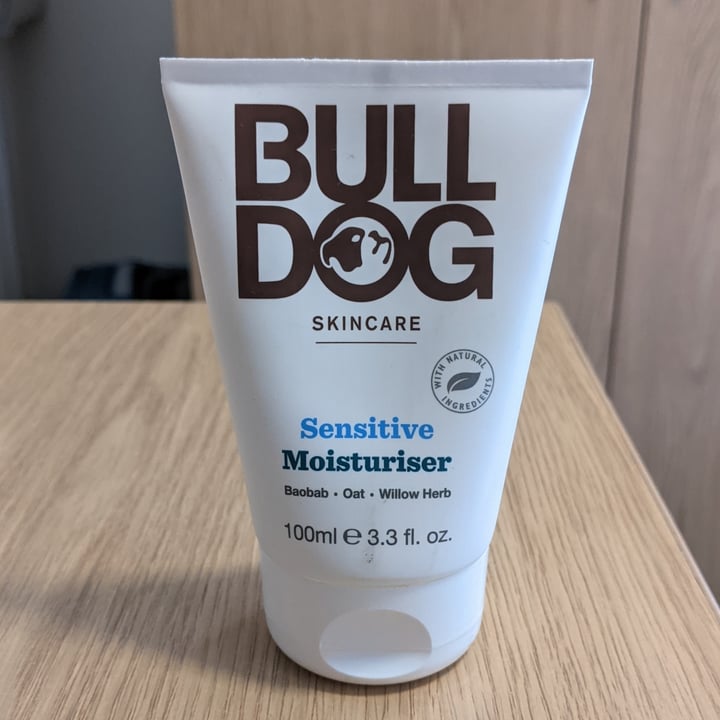 BULL
DOG
SKINCARE
WITH NATURAL
INGREDIENTS
Sensitive
Moisturiser
Baobab • Oat • Willow Herb
100ml ℮ 3.3 fl. oz.